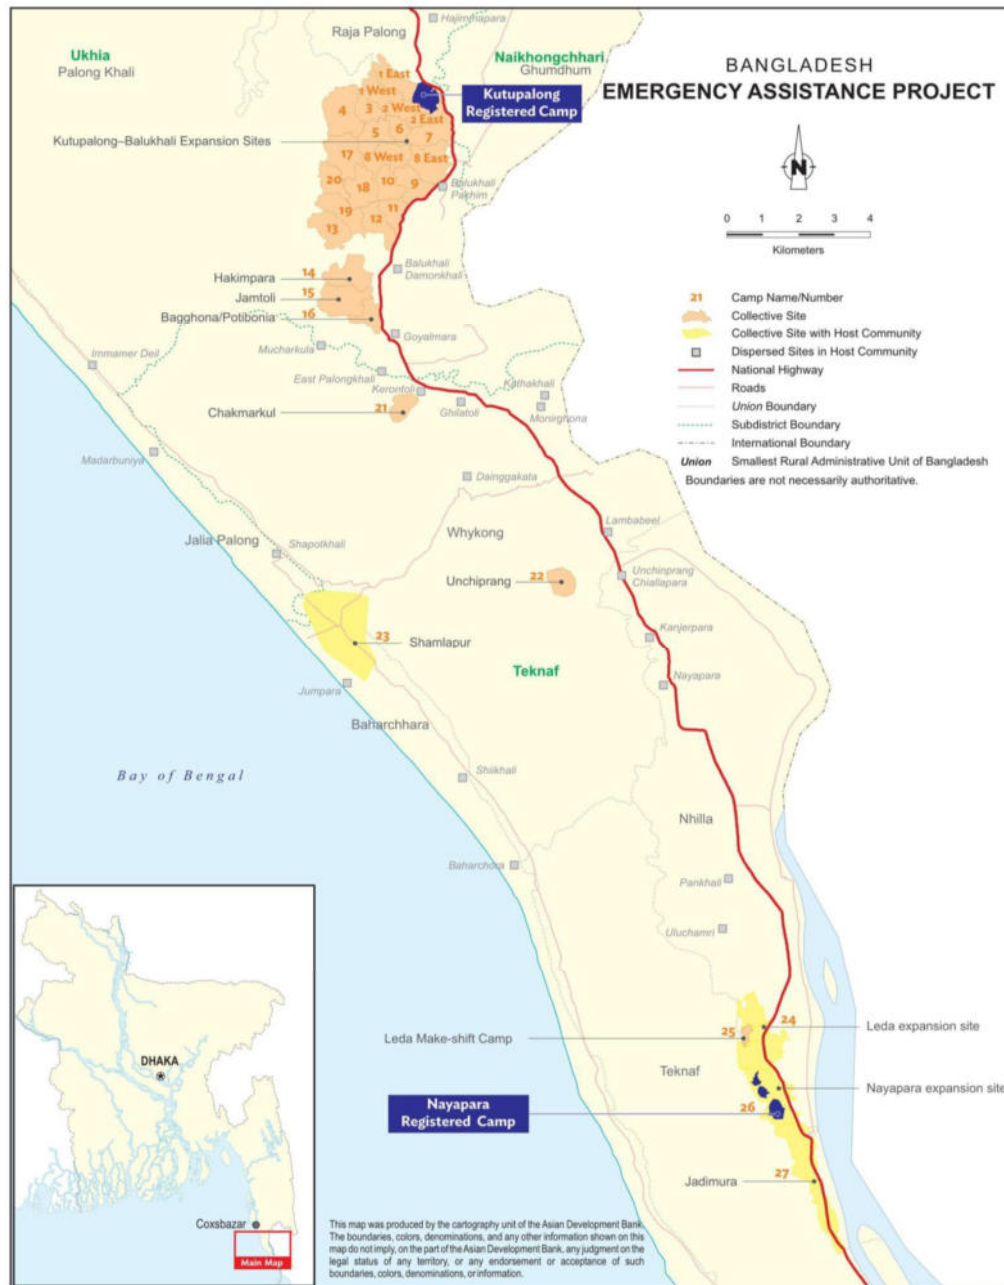 BANGLADESH
EMERGENCY ASSISTANCE PROJECT
Ukhia
Palong Khali
Raja Palong
Hajimmapara
Naikhongchhari
Ghumdhum
Kutupalong
Registered Camp
1 East
1 West
4
3
2 West
2 East
5
6
7
Kutupalong–Balukhali Expansion Sites
17
8 West
8 East
20
18
10
9
Balukhali
Pakhim
19
11
13
12
N
0 1 2 3 4
Kilometers
Balukhali
Damonkhali
Hakimpara
14
Jamtoli
15
Bagghona/Potibonia
16
21 Camp Name/Number
Collective Site
Collective Site with Host Community
Dispersed Sites in Host Community
National Highway
Roads
Union Boundary
Subdistrict Boundary
International Boundary
Union Smallest Rural Administrative Unit of Bangladesh
Boundaries are not necessarily authoritative.
Goyalmara
Mucharkula
Immamer Deil
East Palongkhali
Kerontoli
Kathakhali
Chakmarkul
21
Ghilatoli
Monirghona
Madarbuniya
Dainggakata
Lambabeel
Whykong
Jalia Palong
Shapotkhali
Unchiprang
22
Unchinprang
Chiallapara
23
Shamlapur
Kanjerpara
Teknaf
Nayapara
Jumpara
Baharchhara
Bay of Bengal
Shiikhali
Nhilla
Baharchora
Pankhali
Uluchamri
24
Leda expansion site
25
Leda Make-shift Camp
Teknaf
Nayapara expansion site
Nayapara
Registered Camp
26
27
Jadimura
DHAKA
Coxsbazar
Main Map
This map was produced by the cartography unit of the Asian Development Bank.
The boundaries, colors, denominations, and any other information shown on this
map do not imply, on the part of the Asian Development Bank, any judgment on the
legal status of any territory, or any endorsement or acceptance of such
boundaries, colors, denominations, or information.